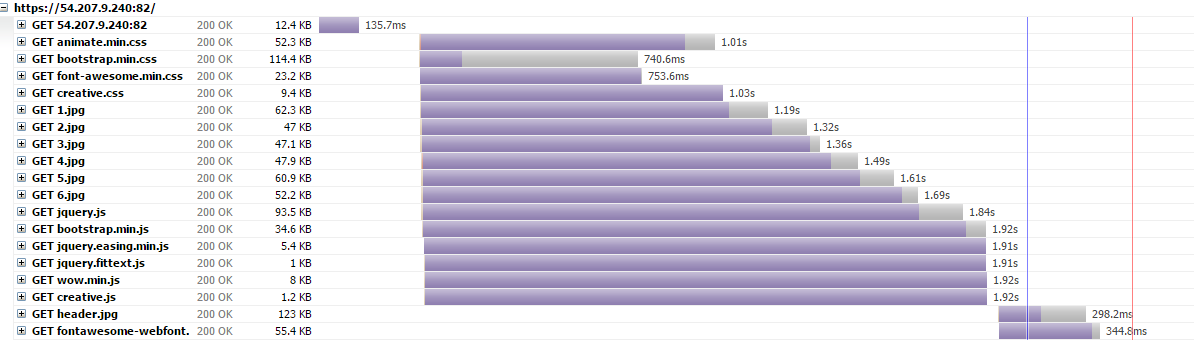 https://54.207.9.240:82/
GET 54.207.9.240:82 200 OK 12.4 KB 135.7ms
GET animate.min.css 200 OK 52.3 KB 1.01s
GET bootstrap.min.css 200 OK 114.4 KB 740.6ms
GET font-awesome.min.css 200 OK 23.2 KB 753.6ms
GET creative.css 200 OK 9.4 KB 1.03s
GET 1.jpg 200 OK 62.3 KB 1.19s
GET 2.jpg 200 OK 47 KB 1.32s
GET 3.jpg 200 OK 47.1 KB 1.36s
GET 4.jpg 200 OK 47.9 KB 1.49s
GET 5.jpg 200 OK 60.9 KB 1.61s
GET 6.jpg 200 OK 52.2 KB 1.69s
GET jquery.js 200 OK 93.5 KB 1.84s
GET bootstrap.min.js 200 OK 34.6 KB 1.92s
GET jquery.easing.min.js 200 OK 5.4 KB 1.91s
GET jquery.fittext.js 200 OK 1 KB 1.91s
GET wow.min.js 200 OK 8 KB 1.92s
GET creative.js 200 OK 1.2 KB 1.92s
GET header.jpg 200 OK 123 KB 298.2ms
GET fontawesome-webfont. 200 OK 55.4 KB 344.8ms